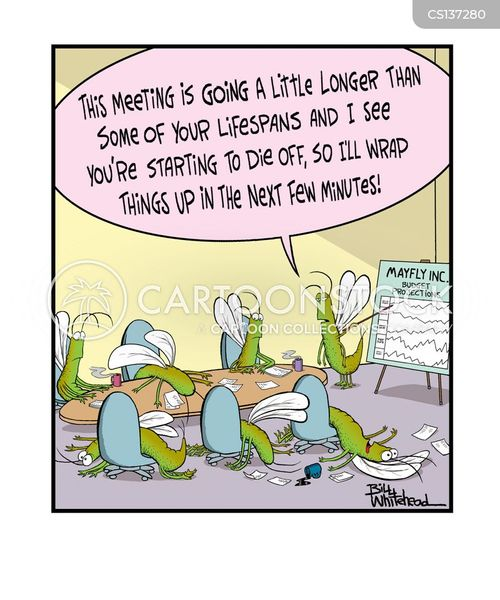 CS137280
THIS MEETING IS GOING A LITTLE LONGER THAN
SOME OF YOUR LIFESPANS AND I SEE
YOU'RE STARTING TO DIE OFF, SO I'LL WRAP
THINGS UP IN THE NEXT FEW MINUTES!
MAYFLY INC.
BUDGET
PROJECTIONS
CARTOONSTOCK
A CARTOON COLLECTIONS
Bill
Whitehead